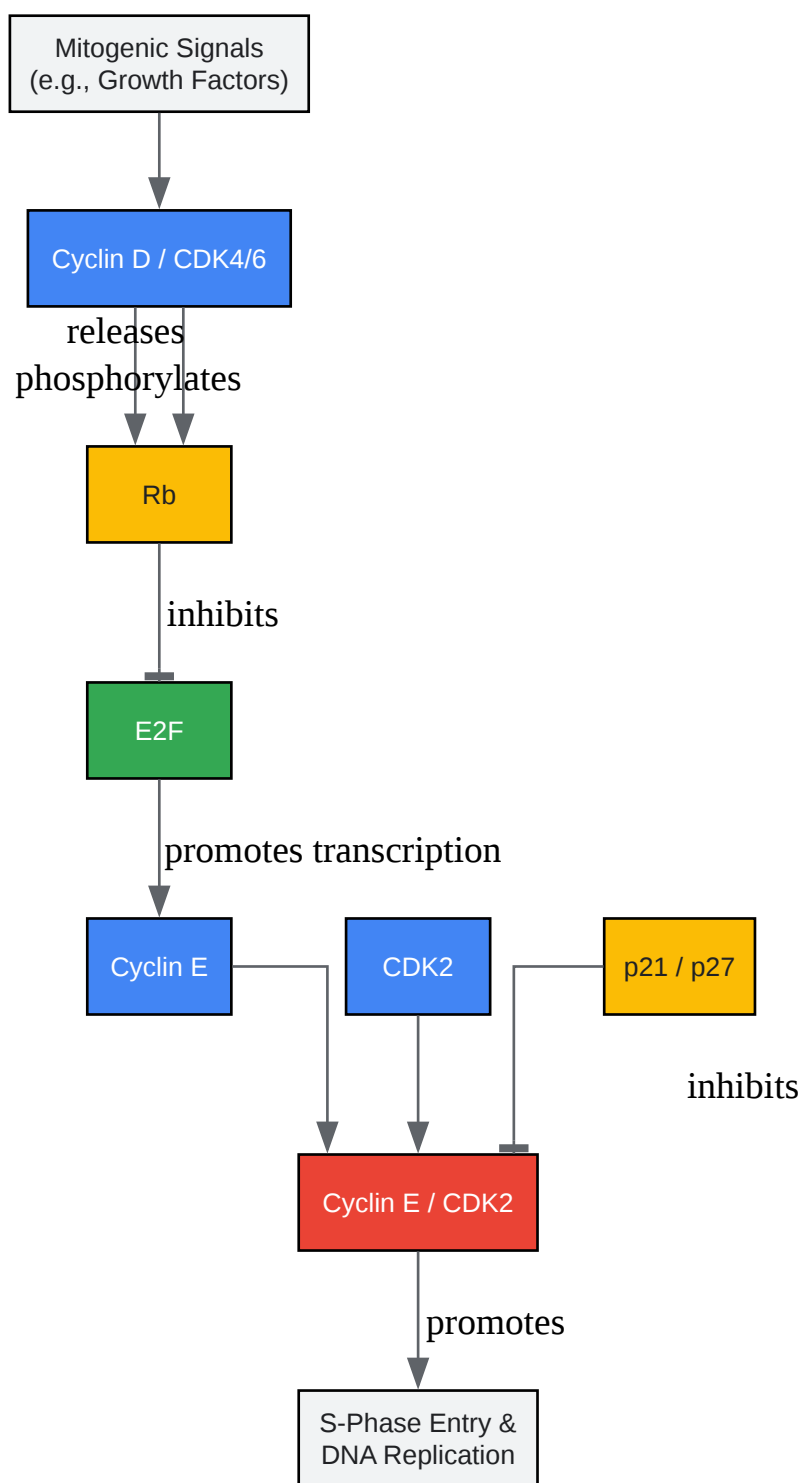 Mitogenic Signals
(e.g., Growth Factors)
Cyclin D / CDK4/6
releases
phosphorylates
Rb
inhibits
E2F
promotes transcription
Cyclin E
CDK2
p21 / p27
inhibits
Cyclin E / CDK2
promotes
S-Phase Entry &
DNA Replication